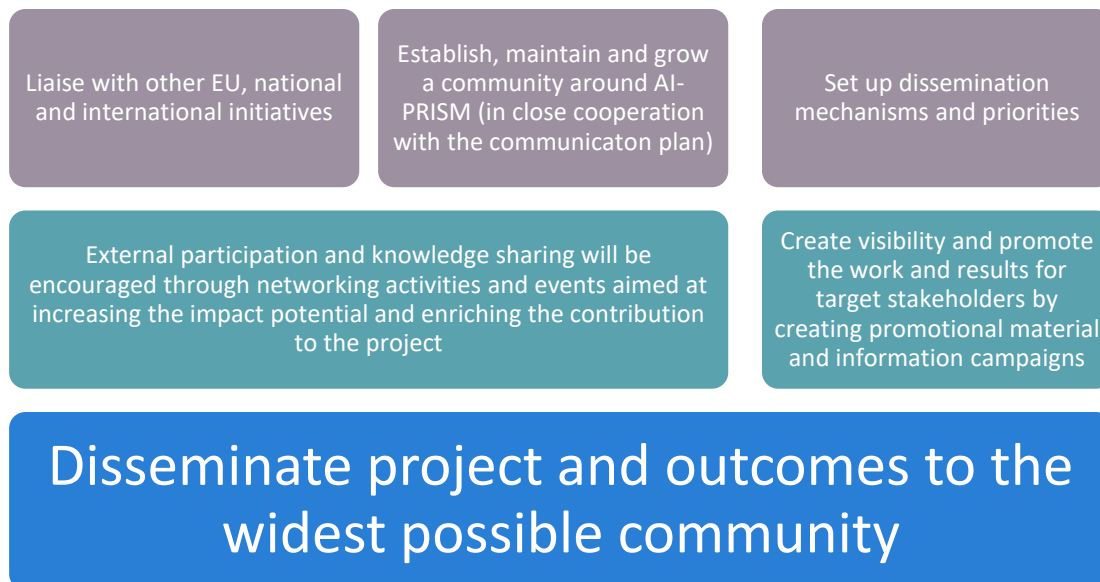 Liaise with other EU, national
and international initiatives
Establish, maintain and grow
a community around AI-
PRISM (in close cooperation
with the communicaton plan)
Set up dissemination
mechanisms and priorities
External participation and knowledge sharing will be
encouraged through networking activities and events aimed at
increasing the impact potential and enriching the contribution
to the project
Create visibility and promote
the work and results for
target stakeholders by
creating promotional material
and information campaigns
Disseminate project and outcomes to the
widest possible community